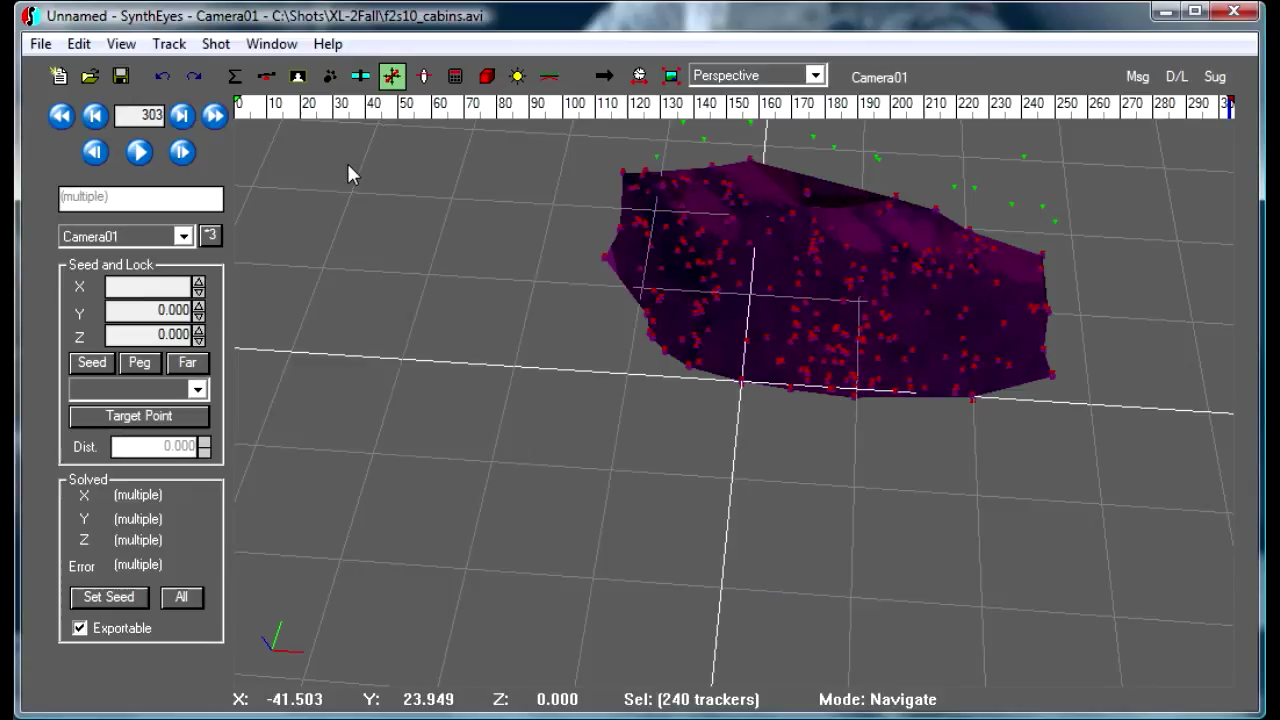 Unnamed - SynthEyes - Camera01 - C:\Shots\XL-2Fall\f2s10_cabins.avi
File Edit View Track Shot Window Help
Perspective Camera01 Msg D/L Sug
303 0 10 20 30 40 50 60 70 80 90 100 110 120 130 140 150 160 170 180 190 200 210 220 230 240 250 260 270 280 290
(multiple)
Camera01 *3
Seed and Lock
X
Y 0.000
Z 0.000
Seed Peg Far
Target Point
Dist. 0.000
Solved
X (multiple)
Y (multiple)
Z (multiple)
Error (multiple)
Set Seed All
Exportable
X: -41.503 Y: 23.949 Z: 0.000 Sel: (240 trackers) Mode: Navigate